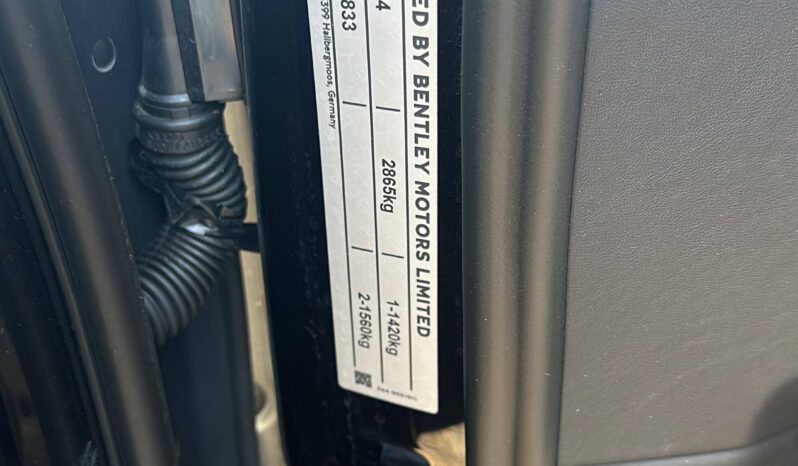 ED BY BENTLEY MOTORS LIMITED
4 | 2865kg | 1-1420kg
833 | | 2-1560kg
399 Hallbergmoos, Germany